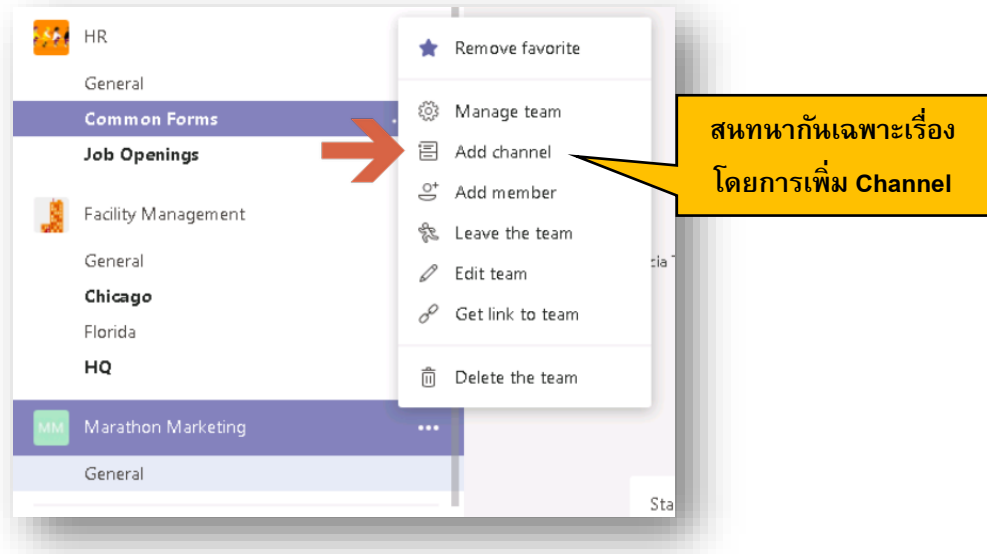 HR
General
Common Forms
Job Openings
Facility Management
General
Chicago
Florida
HQ
MM Marathon Marketing
General
Remove favorite
Manage team
Add channel
Add member
Leave the team
Edit team
Get link to team
Delete the team
สนทนากันเฉพาะเรื่อง
โดยการเพิ่ม Channel
cia
Sta